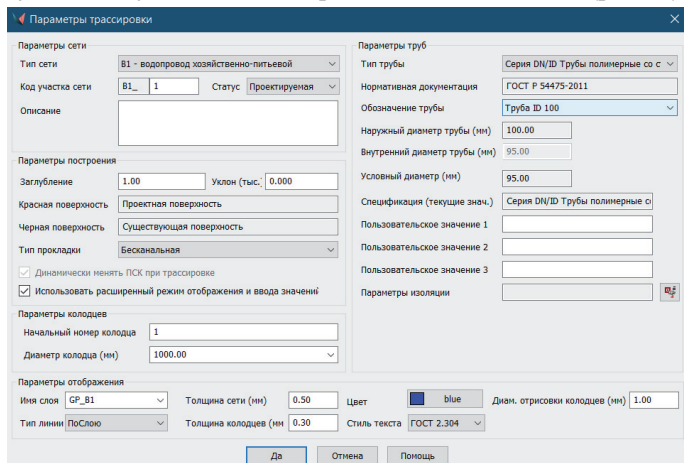 Параметры трассировки
Параметры сети
Тип сети В1 - водопровод хозяйственно-питьевой
Код участка сети В1_ 1 Статус Проектируемая
Описание
Параметры построения
Заглубление 1.00 Уклон (тыс. 0.000
Красная поверхность Проектная поверхность
Черная поверхность Существующая поверхность
Тип прокладки Бесканальная
Динамически менять ПСК при трассировке
Использовать расширенный режим отображения и ввода значений
Параметры колодцев
Начальный номер колодца 1
Диаметр колодца (мм) 1000.00
Параметры труб
Тип трубы Серия DN/ID Трубы полимерные со с
Нормативная документация ГОСТ Р 54475-2011
Обозначение трубы Труба ID 100
Наружный диаметр трубы (мм) 100.00
Внутренний диаметр трубы (мм) 95.00
Условный диаметр (мм) 95.00
Спецификация (текущие знач.) Серия DN/ID Трубы полимерные с
Пользовательское значение 1
Пользовательское значение 2
Пользовательское значение 3
Параметры изоляции
Параметры отображения
Имя слоя GP_B1 Толщина сети (мм) 0.50 Цвет blue Диам. отрисовки колодцев (мм) 1.00
Тип линии ПоСлою Толщина колодцев (мм 0.30 Стиль текста ГОСТ 2.304
Да Отмена Помощь